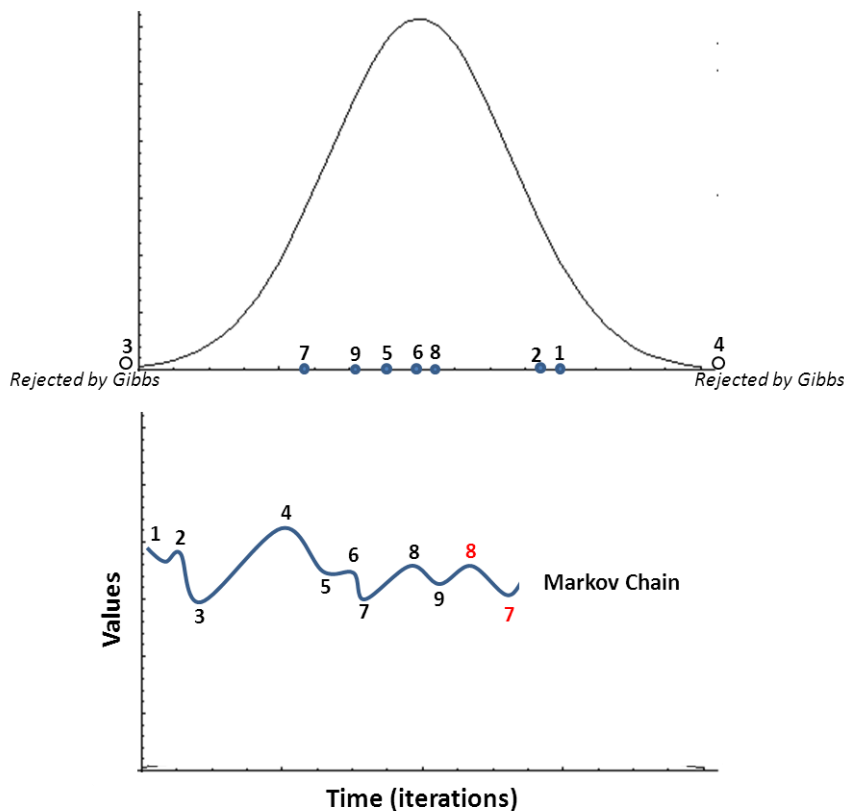 3
4
7 9 5 6 8 2 1
Rejected by Gibbs
Rejected by Gibbs
1 2 3 4 5 6 7 8 9 8 7
Values
Markov Chain
Time (iterations)